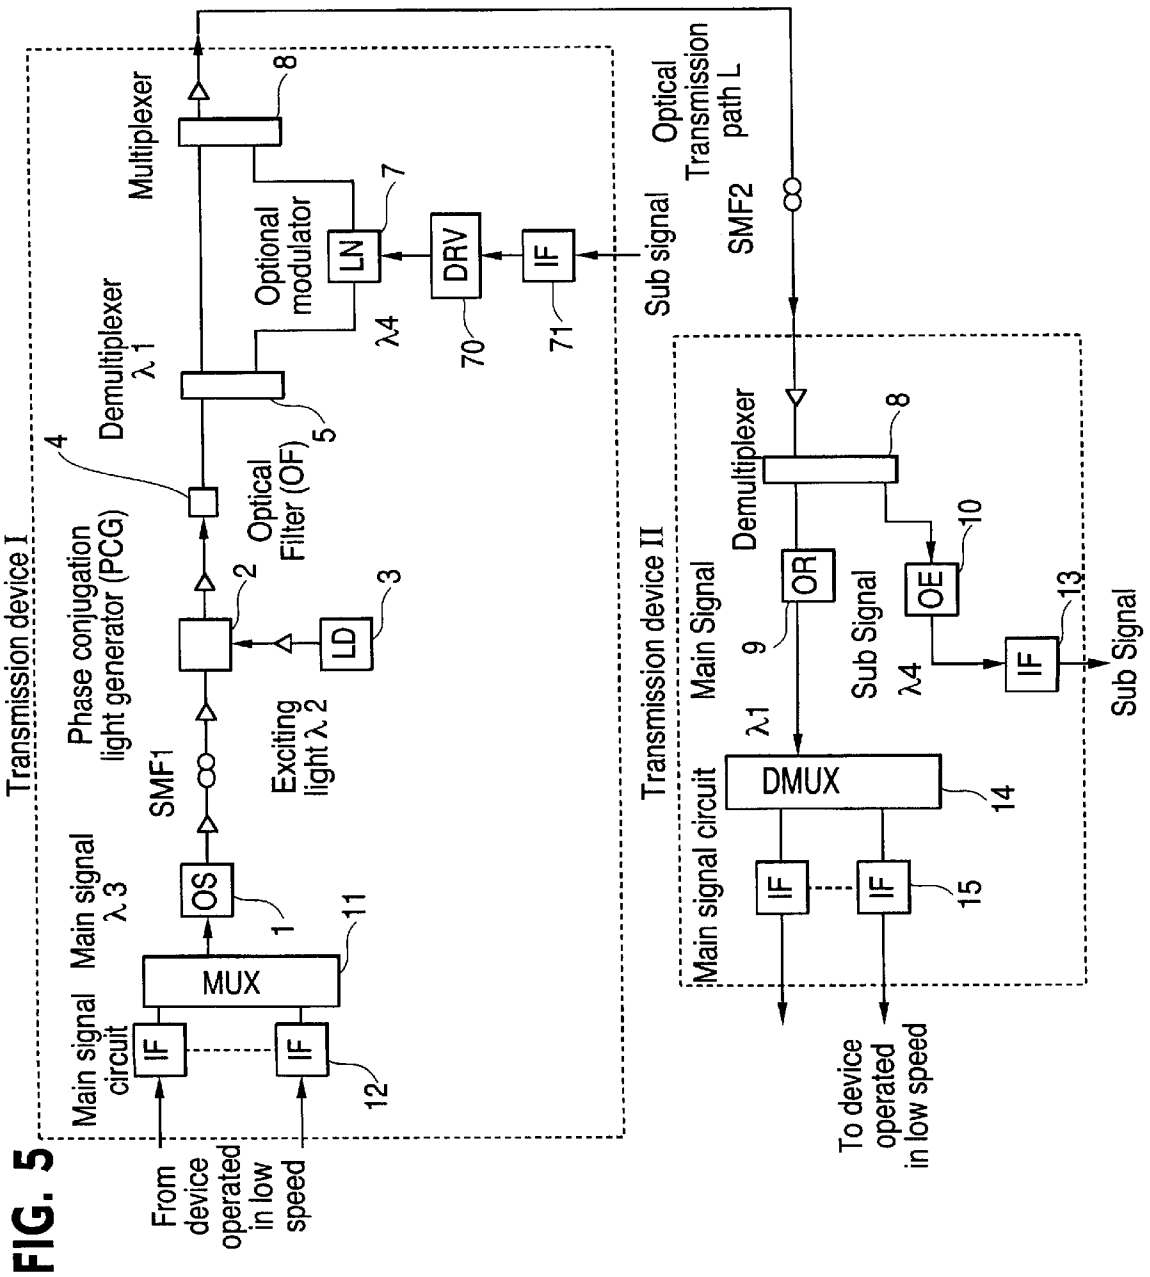 FIG. 5
Transmission device I
From
device
operated
in low
speed
Main signal
circuit
IF
IF
12
MUX
11
Main signal
λ3
OS
1
SMF1
Phase conjugation
light generator (PCG)
2
Exciting
light λ2
LD
3
4
Optical
Filter (OF)
Demultiplexer
λ1
5
Optional
modulator
λ4
LN
7
DRV
70
IF
71
Sub signal
Multiplexer
8
Optical
Transmission
path L
SMF2
Transmission device II
Demultiplexer
8
Main Signal
OR
9
λ1
Sub Signal
λ4
OE
10
IF
13
Sub Signal
Main signal circuit
DMUX
14
IF
IF
15
To device
operated
in low speed